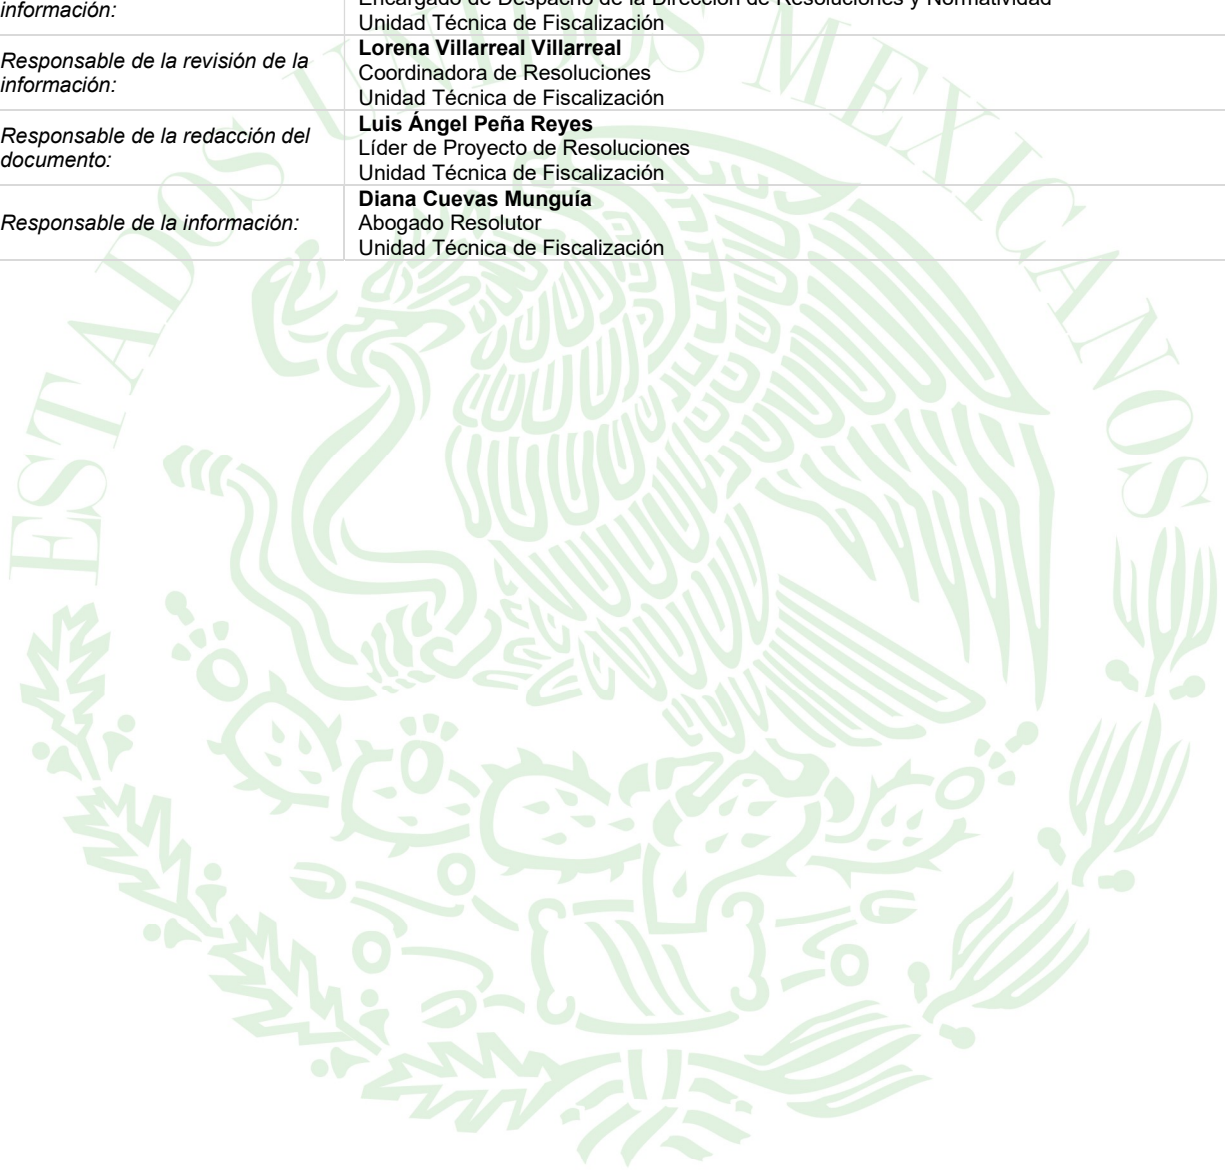 información:
Encargado de Despacho de la Dirección de Resoluciones y Normatividad
Unidad Técnica de Fiscalización
Responsable de la revisión de la
información:
Lorena Villarreal Villarreal
Coordinadora de Resoluciones
Unidad Técnica de Fiscalización
Responsable de la redacción del
documento:
Luis Ángel Peña Reyes
Líder de Proyecto de Resoluciones
Unidad Técnica de Fiscalización
Responsable de la información:
Diana Cuevas Munguía
Abogado Resolutor
Unidad Técnica de Fiscalización
ESTADOS UNIDOS MEXICANOS